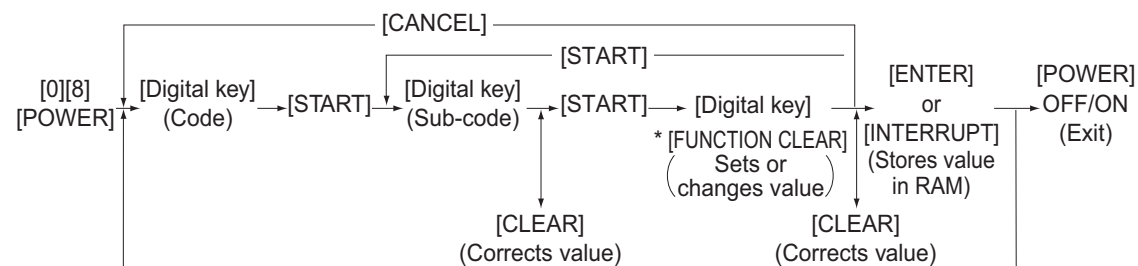 [CANCEL]
[START]
[0][8]
[POWER]
[Digital key]
(Code)
[START]
[Digital key]
(Sub-code)
[START]
[Digital key]
* [FUNCTION CLEAR]
(Sets or
changes value)
[ENTER]
or
[INTERRUPT]
(Stores value
in RAM)
[POWER]
OFF/ON
(Exit)
[CLEAR]
(Corrects value)
[CLEAR]
(Corrects value)